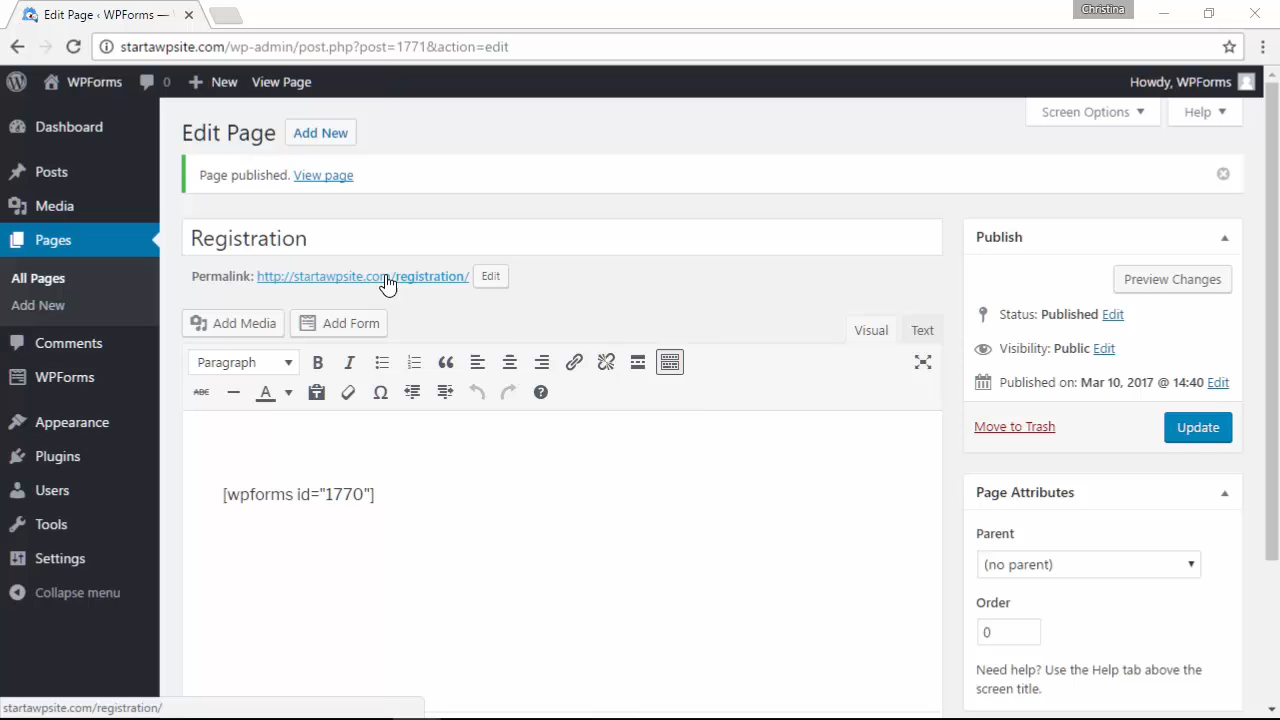 Edit Page ‹ WPForms —
Christina
startawpsite.com/wp-admin/post.php?post=1771&action=edit
WPForms 0 New View Page Howdy, WPForms
Screen Options Help
Dashboard
Posts
Media
Pages
All Pages
Add New
Comments
WPForms
Appearance
Plugins
Users
Tools
Settings
Collapse menu
Edit Page Add New
Page published. View page
Registration
Permalink: http://startawpsite.com/registration/ Edit
Add Media Add Form Visual Text
Paragraph B I
ABC A Ω
[wpforms id="1770"]
Publish
Preview Changes
Status: Published Edit
Visibility: Public Edit
Published on: Mar 10, 2017 @ 14:40 Edit
Move to Trash Update
Page Attributes
Parent
(no parent)
Order
0
Need help? Use the Help tab above the
screen title.
startawpsite.com/registration/